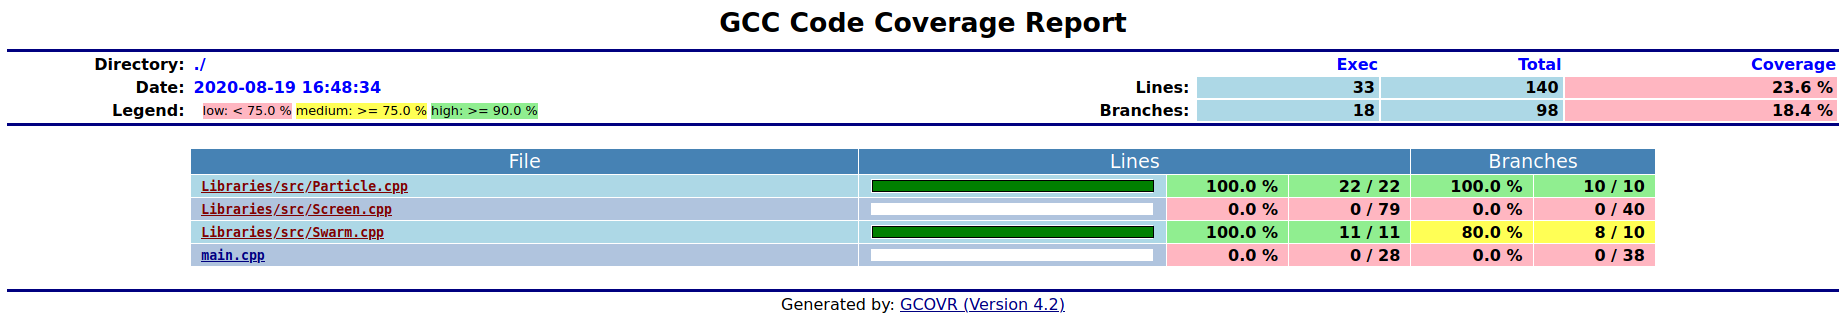 GCC Code Coverage Report
Directory: ./
Exec Total Coverage
Date: 2020-08-19 16:48:34
Lines: 33 140 23.6 %
Legend: low: < 75.0 % medium: >= 75.0 % high: >= 90.0 %
Branches: 18 98 18.4 %
File Lines Branches
Libraries/src/Particle.cpp 100.0 % 22 / 22 100.0 % 10 / 10
Libraries/src/Screen.cpp 0.0 % 0 / 79 0.0 % 0 / 40
Libraries/src/Swarm.cpp 100.0 % 11 / 11 80.0 % 8 / 10
main.cpp 0.0 % 0 / 28 0.0 % 0 / 38
Generated by: GCOVR (Version 4.2)